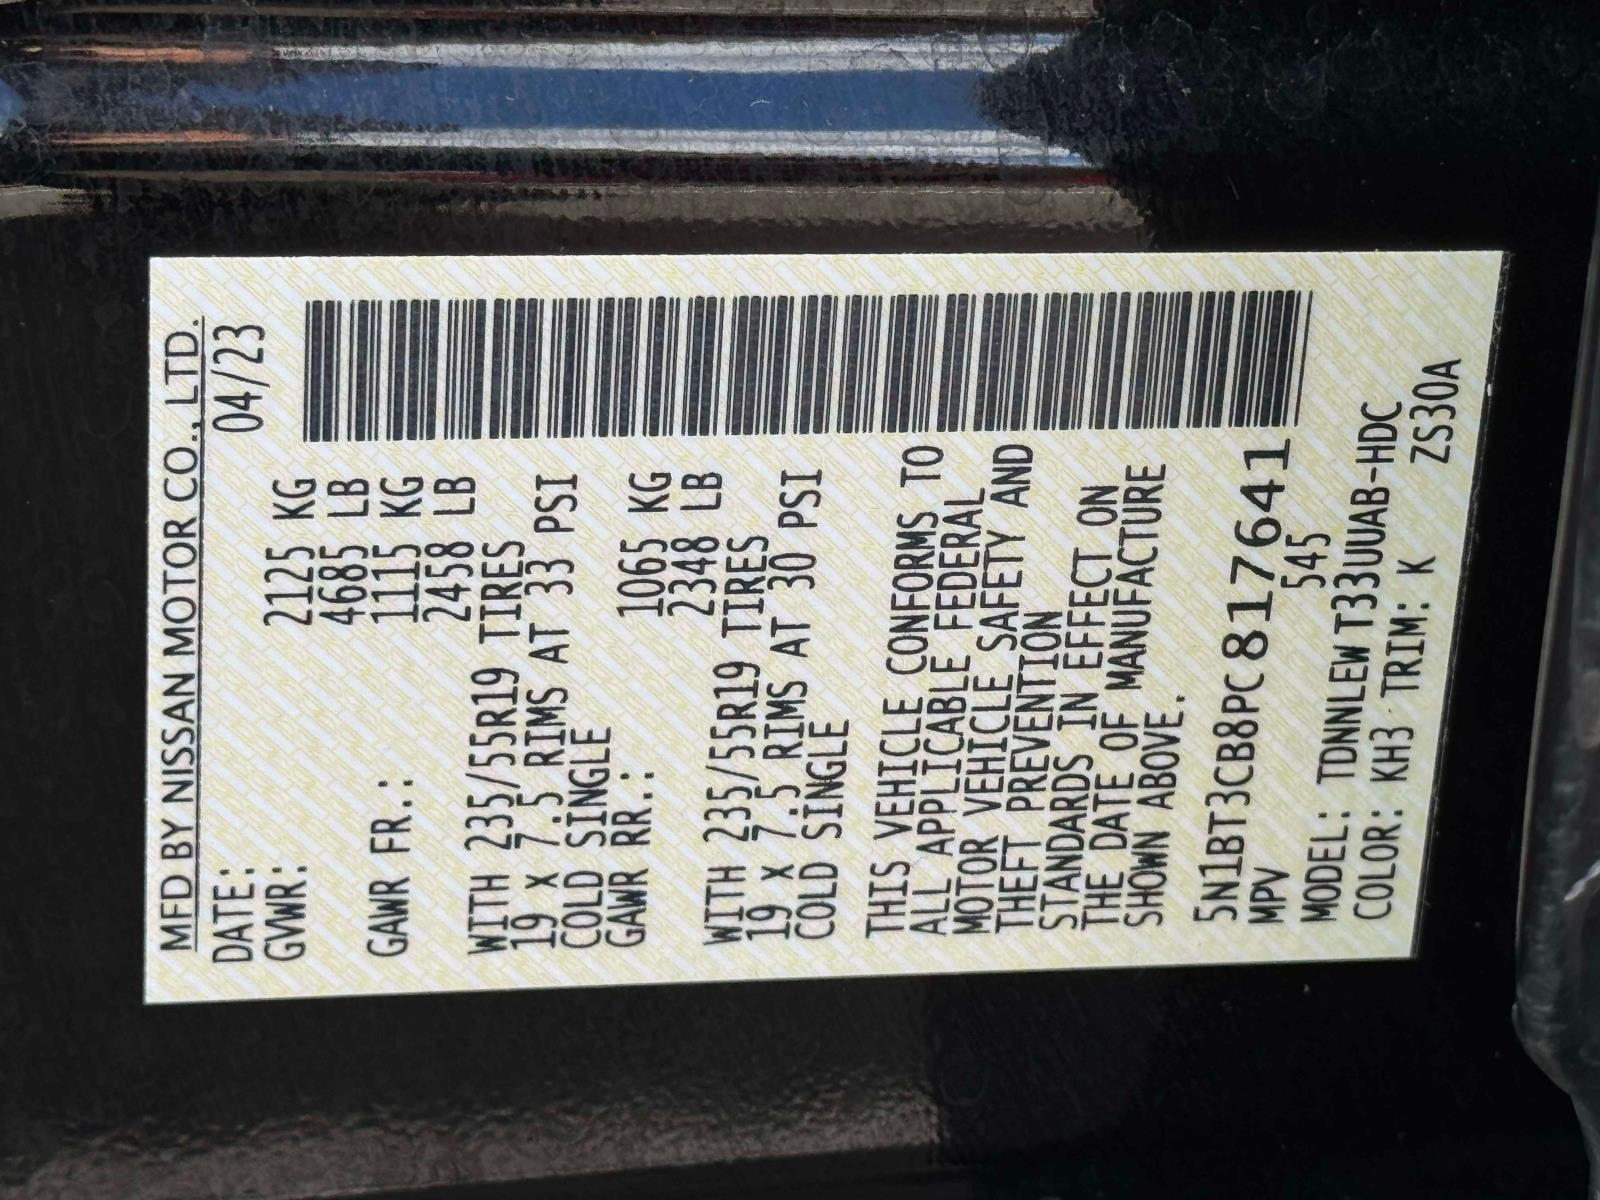 MFD BY NISSAN MOTOR CO., LTD.
DATE: 04/23
GVWR: 2125 KG
4685 LB
GAWR FR.: 1115 KG
2458 LB
WITH 235/55R19 TIRES
19 X 7.5 RIMS AT 33 PSI
COLD SINGLE
GAWR RR.: 1065 KG
2348 LB
WITH 235/55R19 TIRES
19 X 7.5 RIMS AT 30 PSI
COLD SINGLE
THIS VEHICLE CONFORMS TO
ALL APPLICABLE FEDERAL
MOTOR VEHICLE SAFETY AND
THEFT PREVENTION
STANDARDS IN EFFECT ON
THE DATE OF MANUFACTURE
SHOWN ABOVE.
5N1BT3CB8PC817641
MPV 545
MODEL: TDNNLEW T33UUAB-HDC
COLOR: KH3 TRIM: K ZS30A